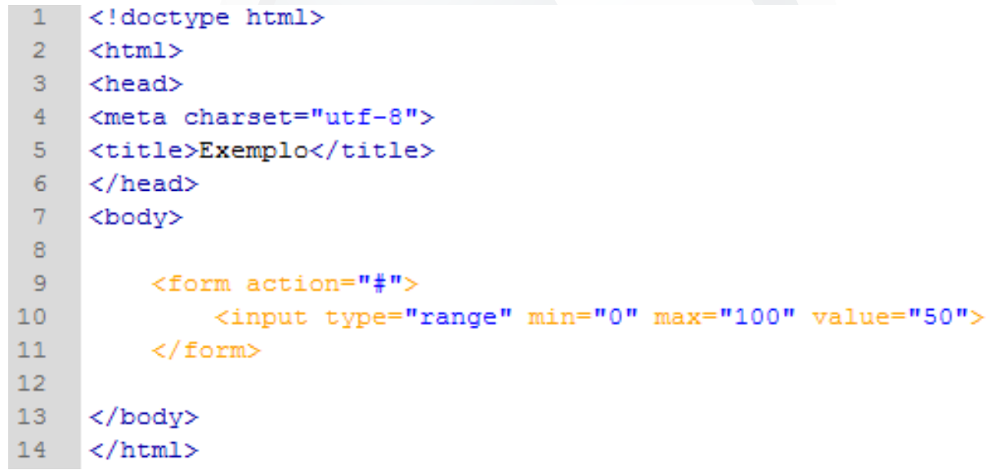 1 <!doctype html>
2 <html>
3 <head>
4 <meta charset="utf-8">
5 <title>Exemplo</title>
6 </head>
7 <body>
8
9 <form action="#">
10 <input type="range" min="0" max="100" value="50">
11 </form>
12
13 </body>
14 </html>